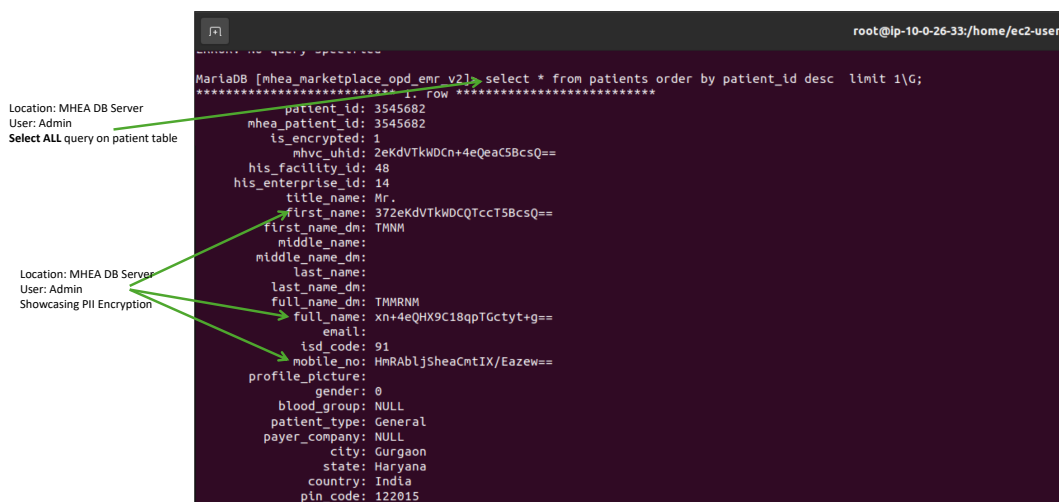 root@ip-10-0-26-33:/home/ec2-user
ERROR: No query specified
MariaDB [mhea_marketplace_opd_emr_v2]> select * from patients order by patient_id desc  limit 1\G;
*************************** 1. row ***************************
patient_id: 3545682
mhea_patient_id: 3545682
is_encrypted: 1
mhvc_uhid: 2eKdVTkWDCn+4eQeaC5BcsQ==
his_facility_id: 48
his_enterprise_id: 14
title_name: Mr.
first_name: 372eKdVTkWDCQTccT5BcsQ==
first_name_dm: TMNM
middle_name:
middle_name_dm:
last_name:
last_name_dm:
full_name_dm: TMMRNM
full_name: xn+4eQHX9C18qpTGctyt+g==
email:
isd_code: 91
mobile_no: HmRAbljSheaCmtIX/Eazew==
profile_picture:
gender: 0
blood_group: NULL
patient_type: General
payer_company: NULL
city: Gurgaon
state: Haryana
country: India
pin_code: 122015
Location: MHEA DB Server
User: Admin
Select ALL query on patient table
Location: MHEA DB Server
User: Admin
Showcasing PII Encryption